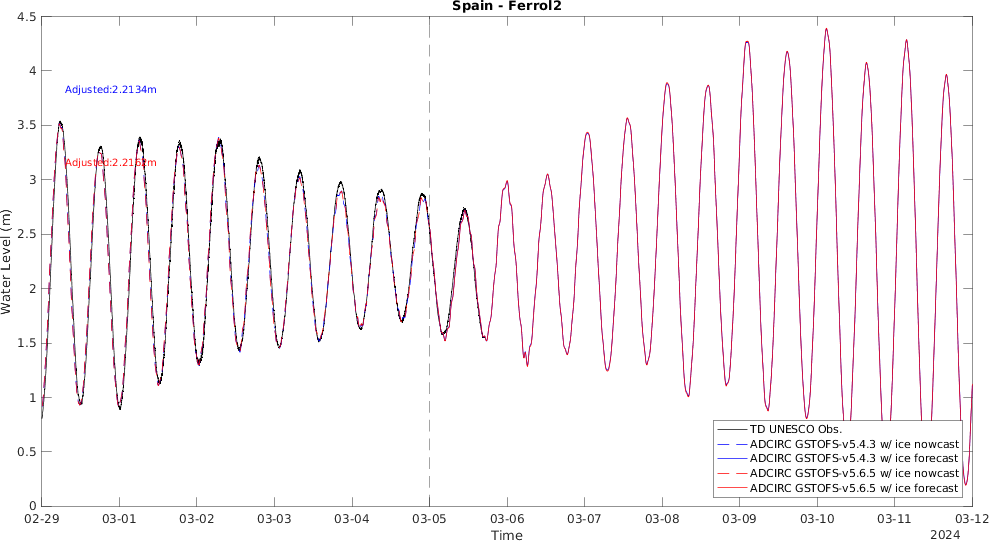 Spain - Ferrol2
4.5
4
3.5
3
2.5
2
1.5
1
0.5
0
Water Level (m)
Adjusted:2.2134m
TD UNESCO Obs.
ADCIRC GSTOFS-v5.4.3 w/ ice nowcast
ADCIRC GSTOFS-v5.4.3 w/ ice forecast
ADCIRC GSTOFS-v5.6.5 w/ ice nowcast
ADCIRC GSTOFS-v5.6.5 w/ ice forecast
02-29 03-01 03-02 03-03 03-04 03-05 03-06 03-07 03-08 03-09 03-10 03-11 03-12
Time
2024